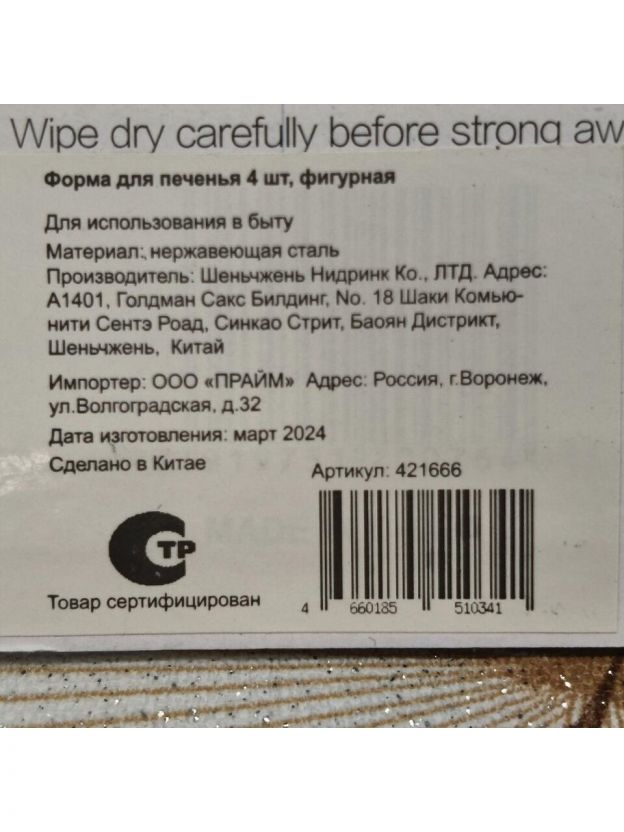 Wipe dry carefully before strong aw
Форма для печенья 4 шт, фигурная
Для использования в быту
Материал: нержавеющая сталь
Производитель: Шеньчжень Нидринк Ко., ЛТД. Адрес:
А1401, Голдман Сакс Билдинг, No. 18 Шаки Комью-
нити Сентэ Роад, Синкао Стрит, Баоян Дистрикт,
Шеньчжень, Китай
Импортер: ООО «ПРАЙМ» Адрес: Россия, г.Воронеж,
ул.Волгоградская, д.32
Дата изготовления: март 2024
Сделано в Китае
Артикул: 421666
СТР
Товар сертифицирован
4 660185 510341